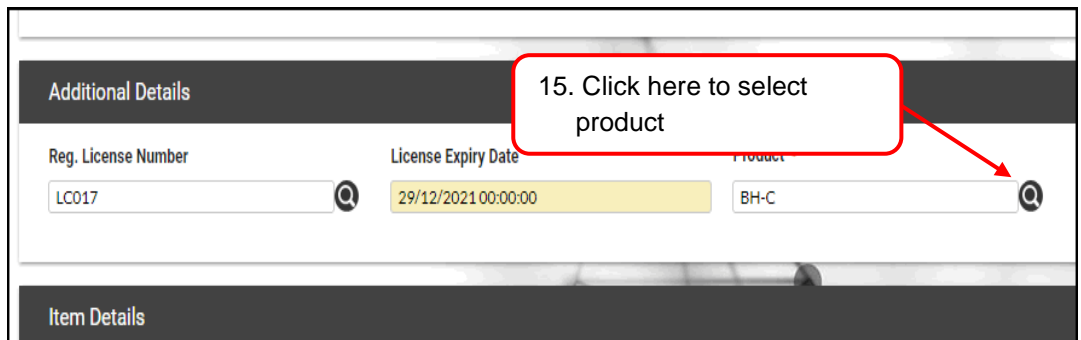 Additional Details
15. Click here to select
product
Reg. License Number
License Expiry Date
Product
LC017
29/12/2021 00:00:00
BH-C
Item Details